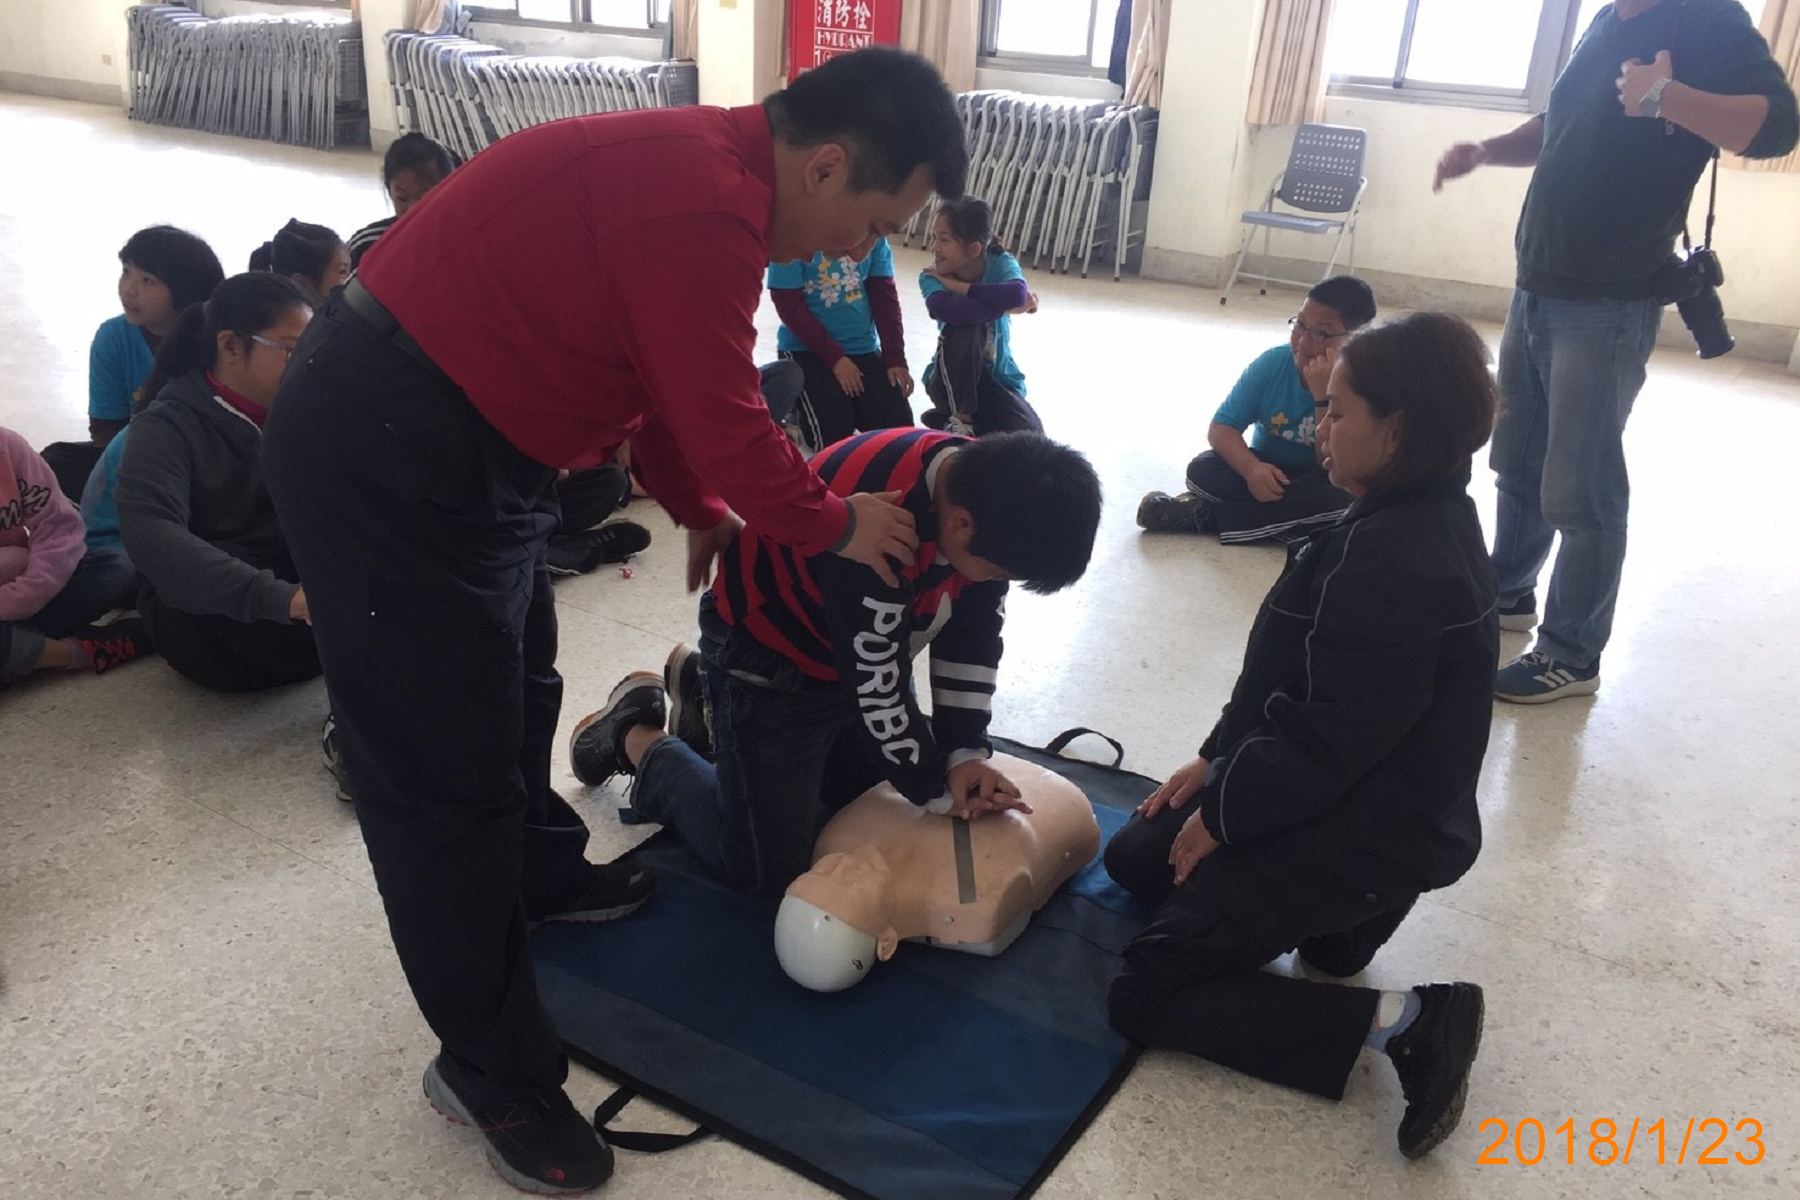 消防栓
HYDRANT
PORIBC
2018/1/23